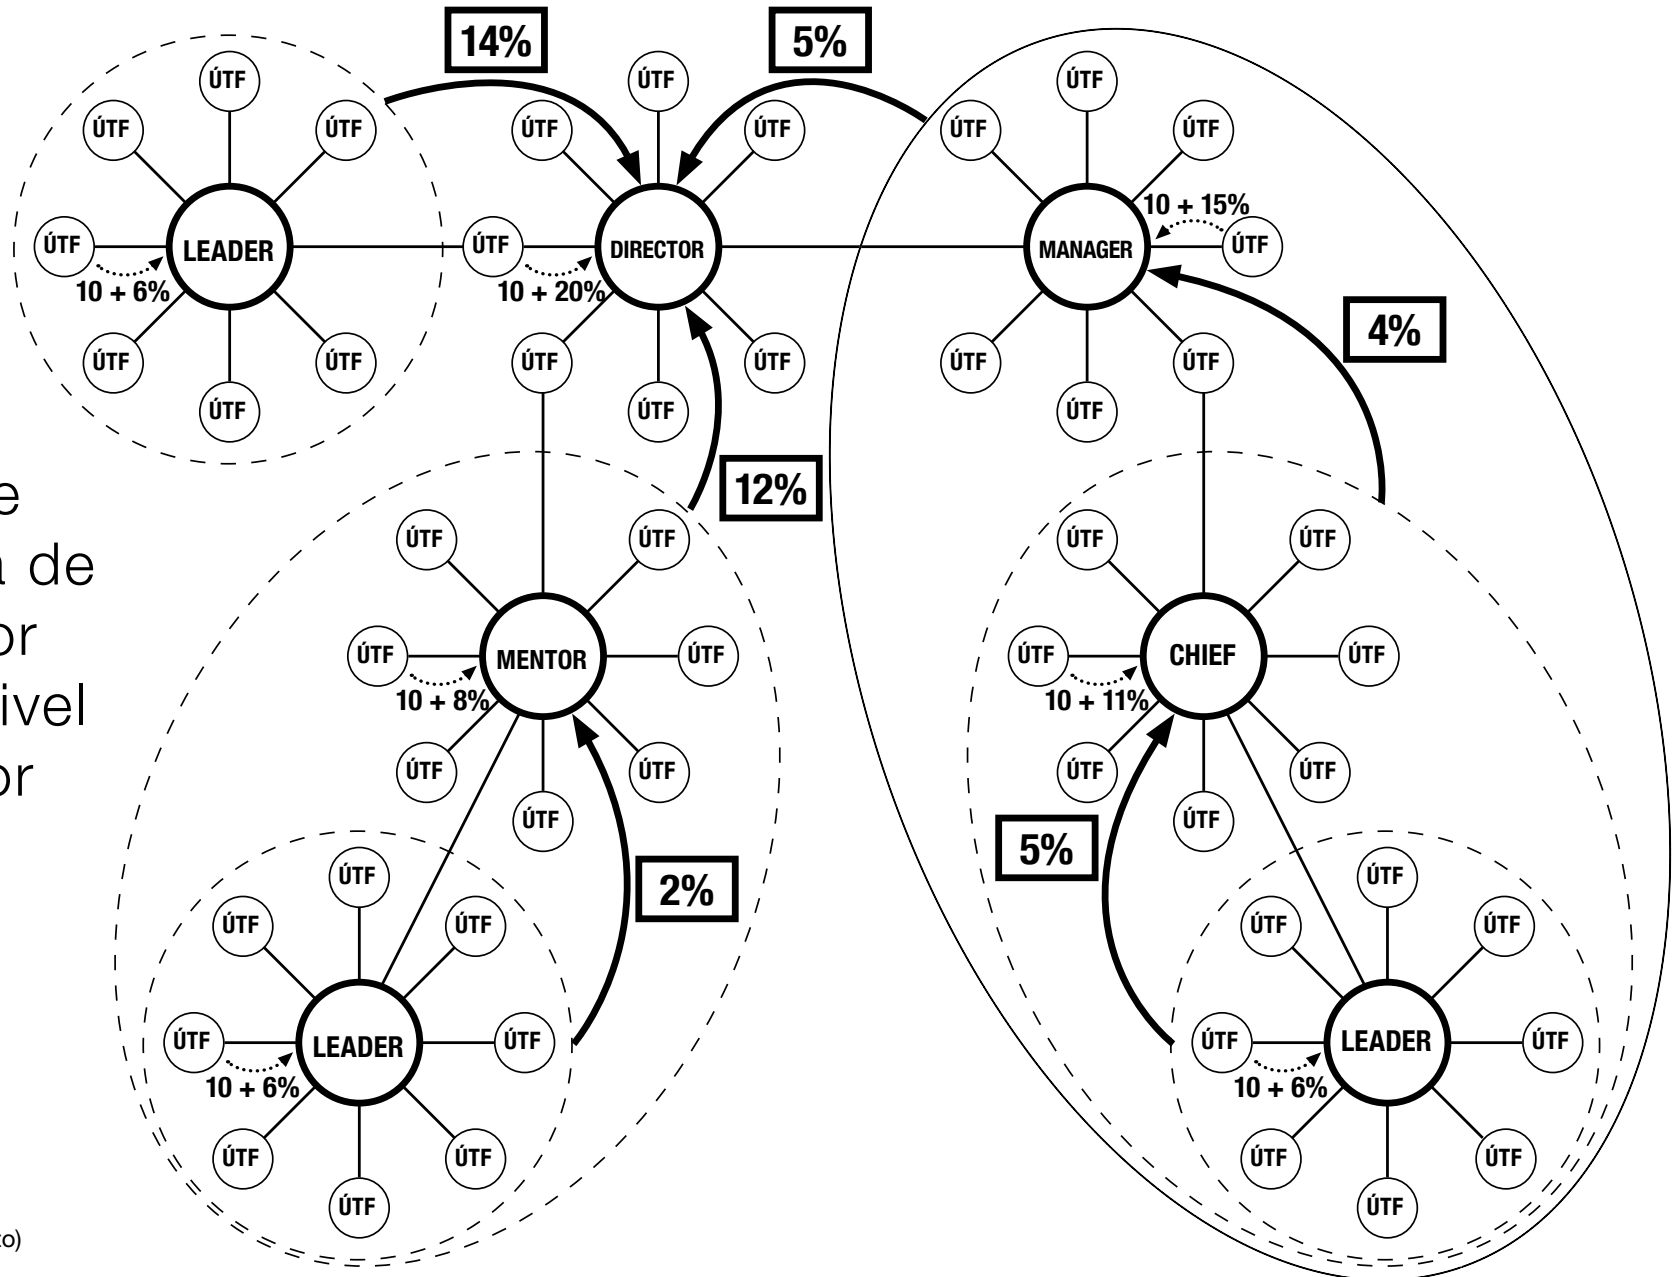 14%
5%
ÚTF
ÚTF
ÚTF
ÚTF
ÚTF
ÚTF
ÚTF
ÚTF
ÚTF
10 + 15%
ÚTF
LEADER
ÚTF
DIRECTOR
MANAGER
ÚTF
10 + 6%
10 + 20%
4%
ÚTF
ÚTF
ÚTF
ÚTF
ÚTF
ÚTF
ÚTF
ÚTF
ÚTF
e
de
or
ivel
or
12%
ÚTF
ÚTF
ÚTF
ÚTF
ÚTF
MENTOR
ÚTF
ÚTF
CHIEF
ÚTF
10 + 8%
10 + 11%
ÚTF
ÚTF
ÚTF
ÚTF
ÚTF
ÚTF
5%
ÚTF
ÚTF
2%
ÚTF
ÚTF
ÚTF
ÚTF
ÚTF
LEADER
ÚTF
ÚTF
LEADER
ÚTF
10 + 6%
10 + 6%
ÚTF
ÚTF
ÚTF
ÚTF
ÚTF
ÚTF